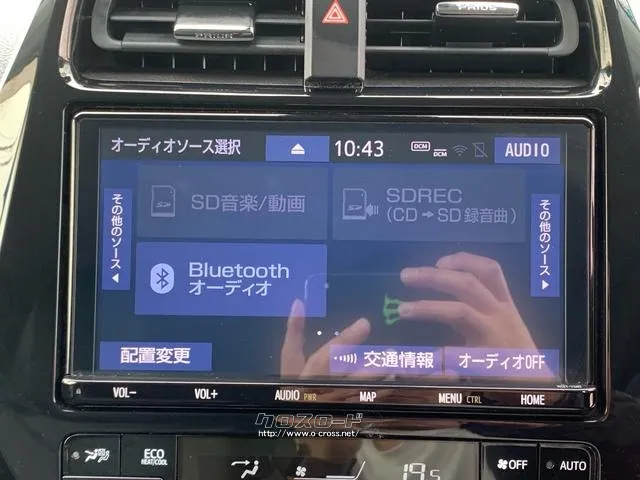 PRIUS
オーディオソース選択
10:43
DCM
AUDIO
その他のソース
SD音楽/動画
SDREC
(CD→SD録音曲)
その他のソース
Bluetooth
オーディオ
配置変更
交通情報
オーディオOFF
VOL−
VOL+
AUDIO PWR
MAP
MENU CTRL
HOME
クロスロード
http://www.o-cross.net/
ECO
HEAT/COOL
19.5
OFF
AUTO